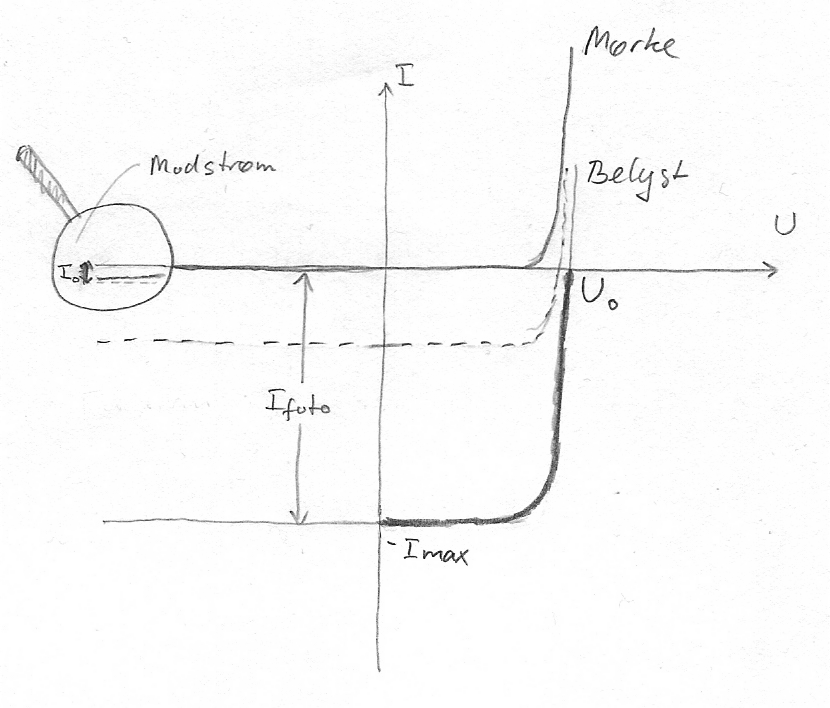 Mørke
I
Modstrøm
Belyst
U
I₀
U₀
Ifoto
-Imax